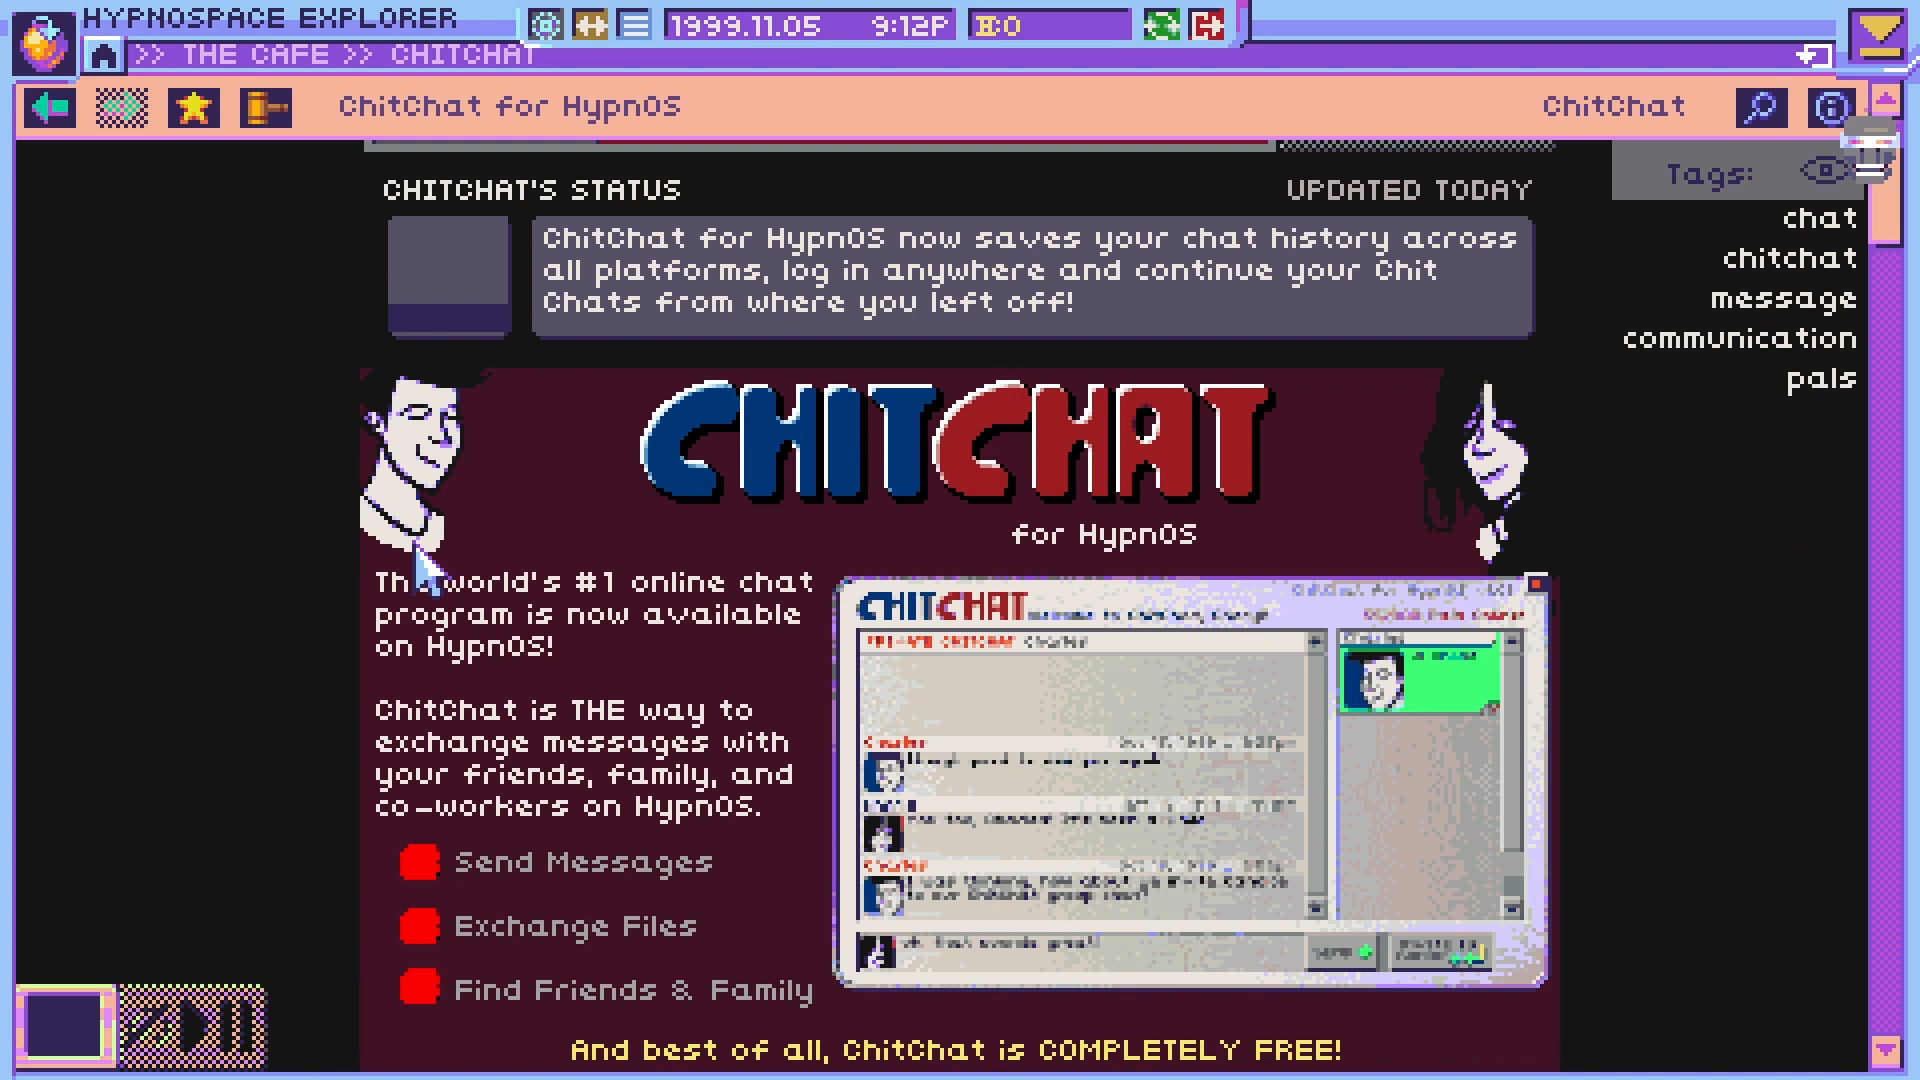 HYPNOSPACE EXPLORER
1999.11.05 9:12P
:0
>> THE CAFE >> CHITCHAT
ChitChat for HypnOS
ChitChat
CHITCHAT'S STATUS
UPDATED TODAY
ChitChat for HypnOS now saves your chat history across
all platforms, log in anywhere and continue your Chit
Chats from where you left off!
Tags:
chat
chitchat
message
communication
pals
CHITCHAT
for HypnOS
The world's #1 online chat
program is now available
on HypnOS!
ChitChat is THE way to
exchange messages with
your friends, family, and
co-workers on HypnOS.
Send Messages
Exchange Files
Find Friends & Family
CHITCHAT
And best of all, ChitChat is COMPLETELY FREE!